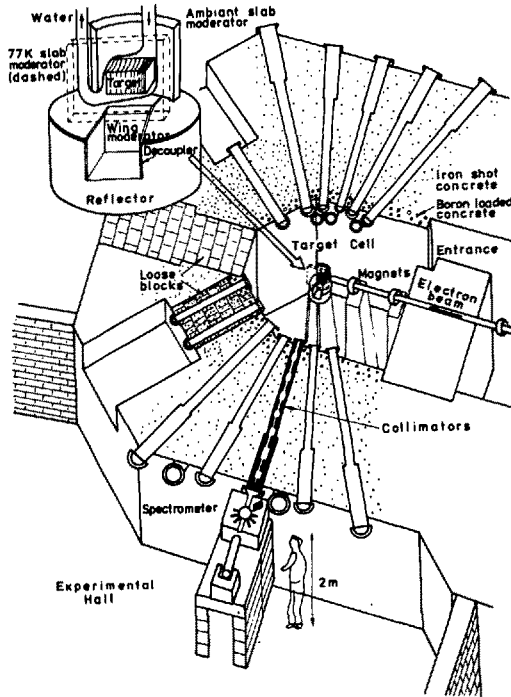 Water
Ambiant slab
moderator
77K slab
moderator
(dashed)
Target
Wing
moderator
Decoupler
Reflector
Iron shot
concrete
Boron loaded
concrete
Target Cell
Entrance
Magnets
Electron
beam
Loose
blocks
Collimators
Spectrometer
2m
Experimental
Hall